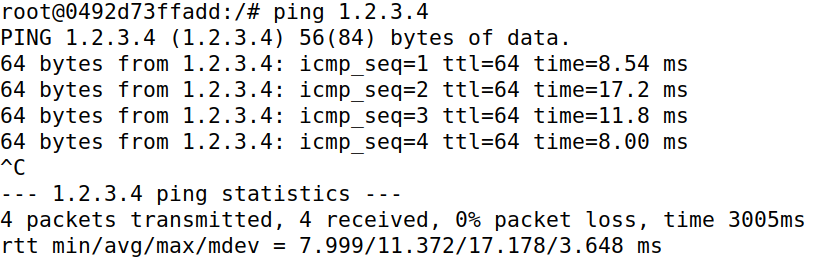 root@0492d73ffadd:/# ping 1.2.3.4
PING 1.2.3.4 (1.2.3.4) 56(84) bytes of data.
64 bytes from 1.2.3.4: icmp_seq=1 ttl=64 time=8.54 ms
64 bytes from 1.2.3.4: icmp_seq=2 ttl=64 time=17.2 ms
64 bytes from 1.2.3.4: icmp_seq=3 ttl=64 time=11.8 ms
64 bytes from 1.2.3.4: icmp_seq=4 ttl=64 time=8.00 ms
^C
--- 1.2.3.4 ping statistics ---
4 packets transmitted, 4 received, 0% packet loss, time 3005ms
rtt min/avg/max/mdev = 7.999/11.372/17.178/3.648 ms